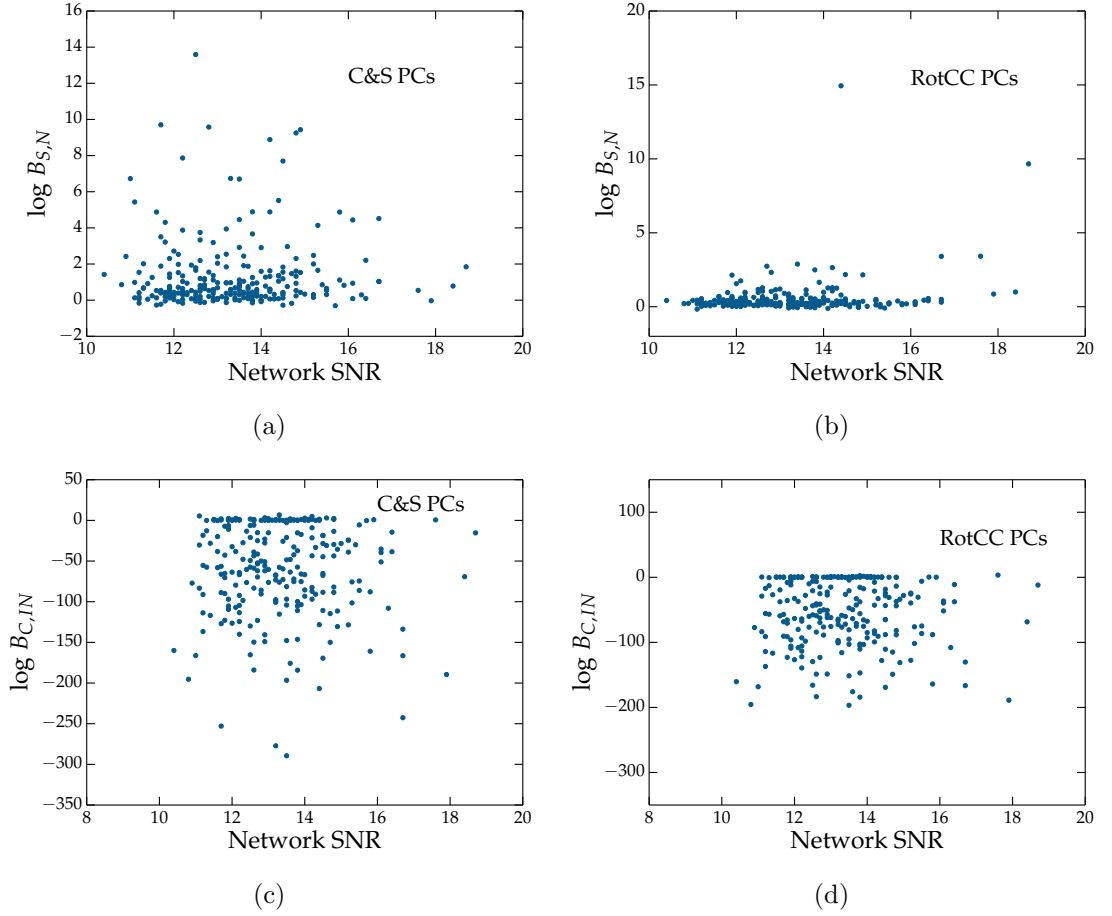 16
14
12
10
8
6
4
2
0
−2
log B_{S,N}
C&S PCs
10 12 14 16 18 20
Network SNR
(a)
20
15
10
5
0
log B_{S,N}
RotCC PCs
10 12 14 16 18 20
Network SNR
(b)
50
0
−50
−100
−150
−200
−250
−300
−350
log B_{C,IN}
C&S PCs
8 10 12 14 16 18 20
Network SNR
(c)
100
0
−100
−200
−300
log B_{C,IN}
RotCC PCs
8 10 12 14 16 18 20
Network SNR
(d)